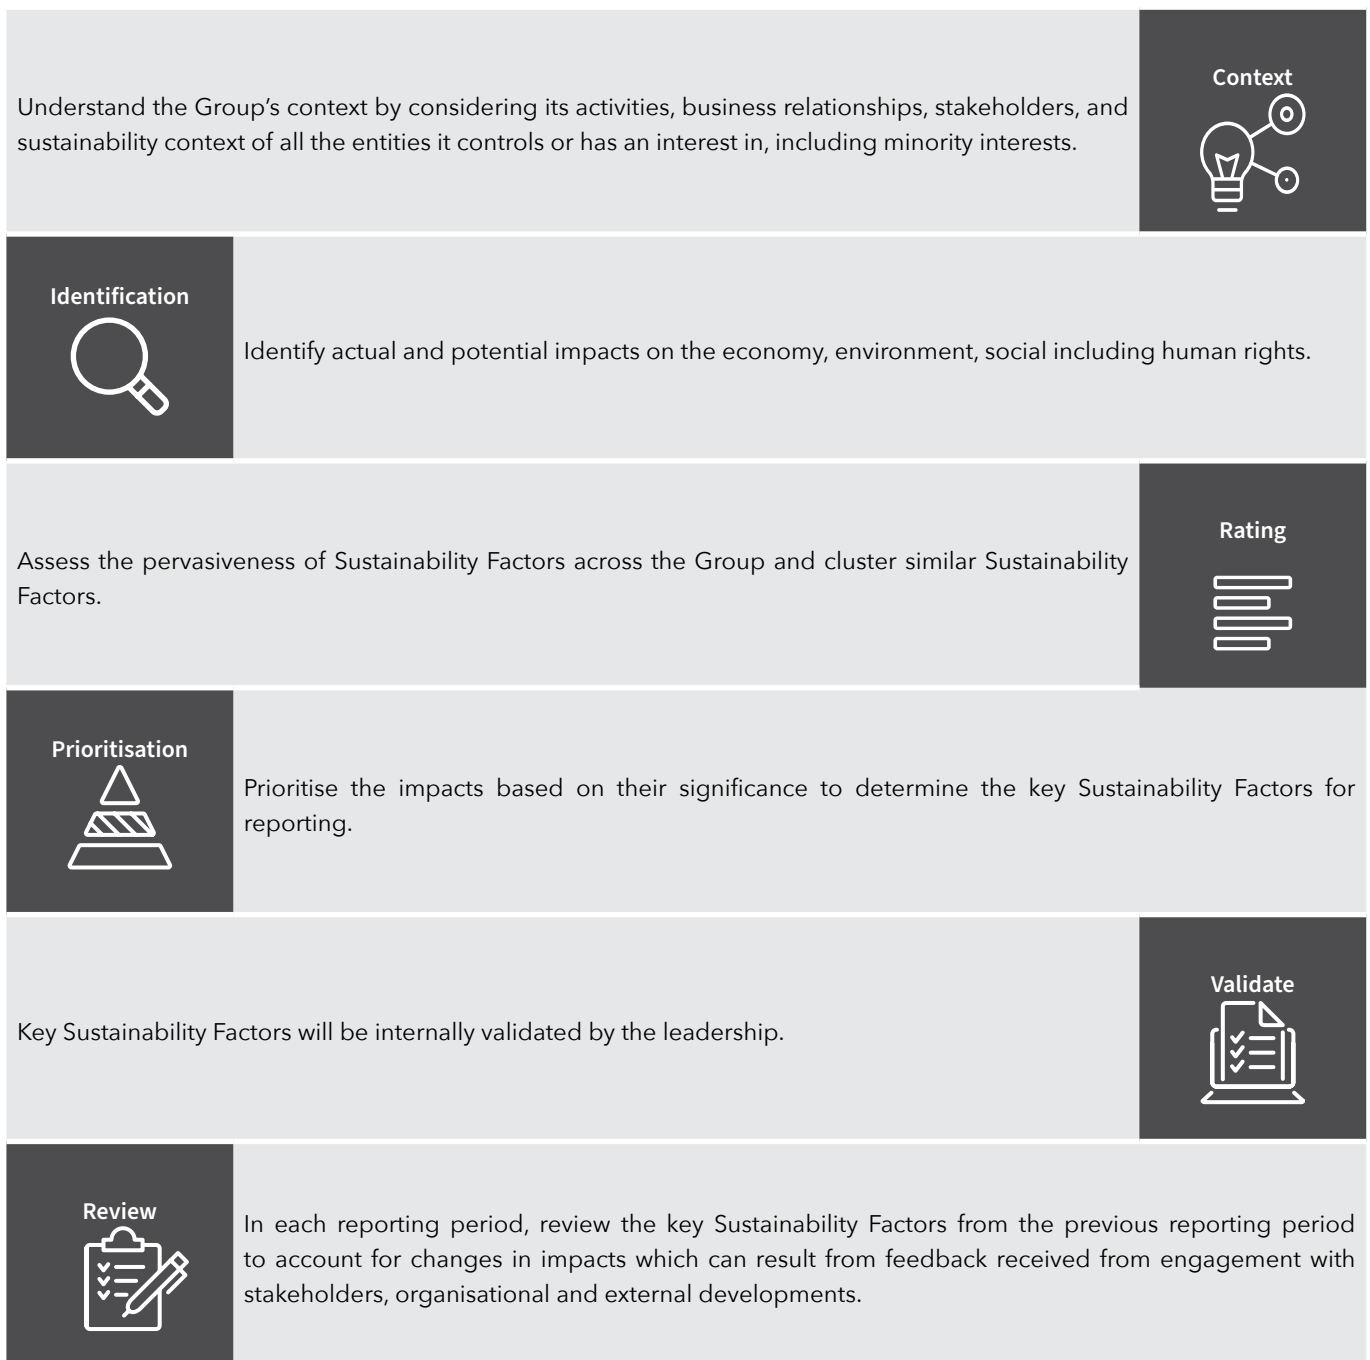 Context
Understand the Group’s context by considering its activities, business relationships, stakeholders, and
sustainability context of all the entities it controls or has an interest in, including minority interests.
Identification
Identify actual and potential impacts on the economy, environment, social including human rights.
Rating
Assess the pervasiveness of Sustainability Factors across the Group and cluster similar Sustainability
Factors.
Prioritisation
Prioritise the impacts based on their significance to determine the key Sustainability Factors for
reporting.
Validate
Key Sustainability Factors will be internally validated by the leadership.
Review
In each reporting period, review the key Sustainability Factors from the previous reporting period
to account for changes in impacts which can result from feedback received from engagement with
stakeholders, organisational and external developments.